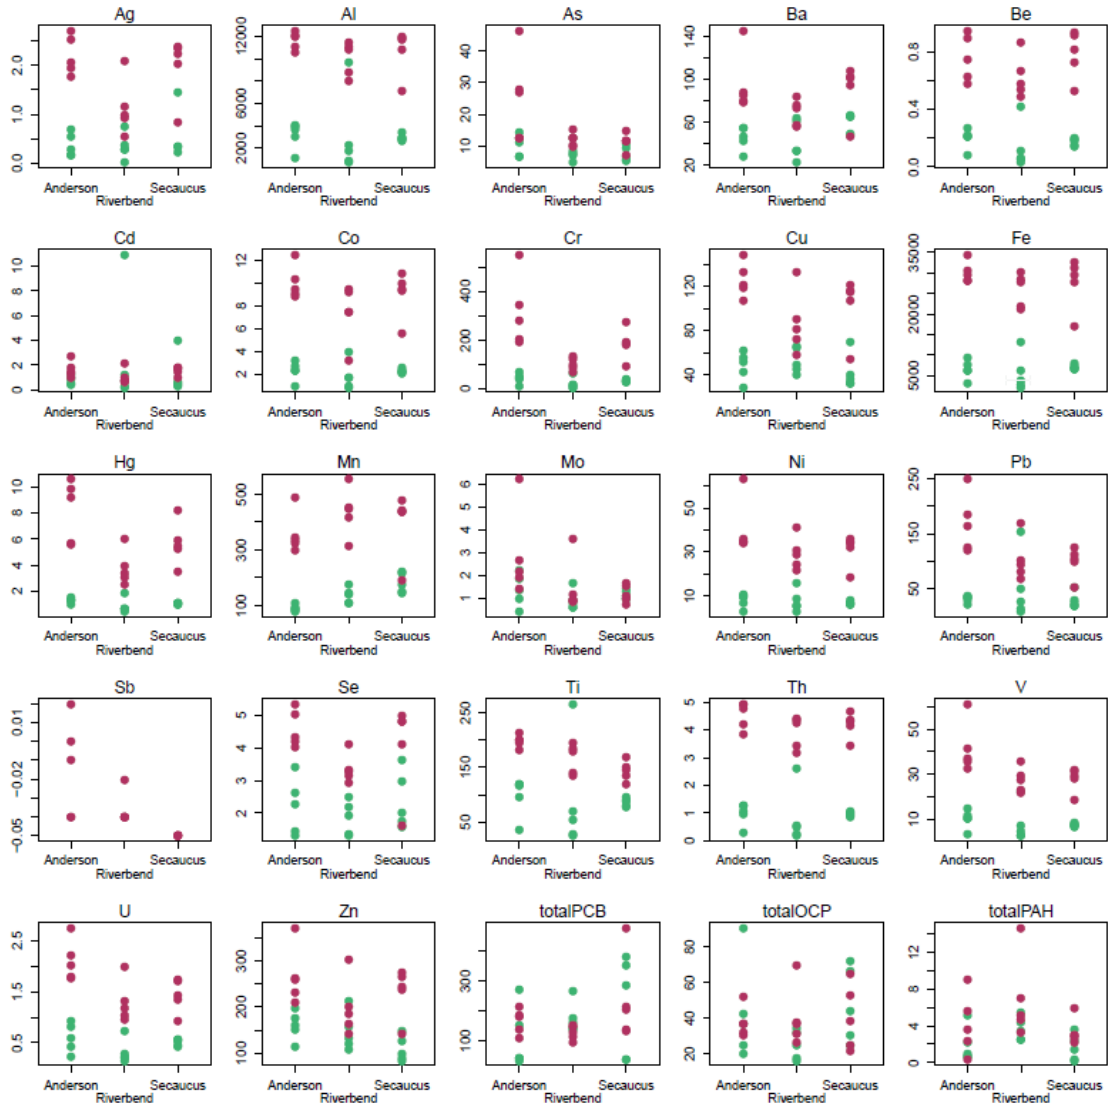 Ag
2.0
1.0
0.0
Anderson Secaucus
Riverbend
Al
12000
6000
2000
Anderson Secaucus
Riverbend
As
40
30
20
10
Anderson Secaucus
Riverbend
Ba
140
100
60
20
Anderson Secaucus
Riverbend
Be
0.8
0.4
0.0
Anderson Secaucus
Riverbend
Cd
10
8
6
4
2
0
Anderson Secaucus
Riverbend
Co
12
10
8
6
4
2
Anderson Secaucus
Riverbend
Cr
400
200
0
Anderson Secaucus
Riverbend
Cu
120
80
60
40
Anderson Secaucus
Riverbend
Fe
35000
20000
5000
Anderson Secaucus
Riverbend
Hg
10
8
6
4
2
Anderson Secaucus
Riverbend
Mn
500
300
100
Anderson Secaucus
Riverbend
Mo
6
5
4
3
2
1
Anderson Secaucus
Riverbend
Ni
50
30
10
Anderson Secaucus
Riverbend
Pb
250
150
50
Anderson Secaucus
Riverbend
Sb
0.01
−0.02
−0.05
Anderson Secaucus
Riverbend
Se
5
4
3
2
Anderson Secaucus
Riverbend
Ti
250
150
50
Anderson Secaucus
Riverbend
Th
5
4
3
2
1
0
Anderson Secaucus
Riverbend
V
50
30
10
Anderson Secaucus
Riverbend
U
2.5
1.5
0.5
Anderson Secaucus
Riverbend
Zn
300
200
150
100
Anderson Secaucus
Riverbend
totalPCB
300
100
Anderson Secaucus
Riverbend
totalOCP
80
60
40
20
Anderson Secaucus
Riverbend
totalPAH
12
8
4
0
Anderson Secaucus
Riverbend